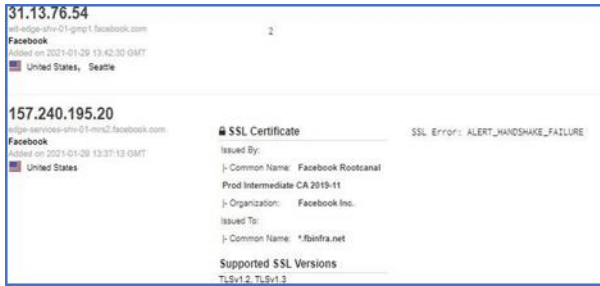 31.13.76.54
edge-shv-01-gmp1.facebook.com
Facebook
Added on 2021-01-29 13:42:30 GMT
United States, Seattle
2
157.240.195.20
edge-services-shv-01-mrs2.facebook.com
Facebook
Added on 2021-01-29 13:37:13 GMT
United States
SSL Certificate
Issued By:
|- Common Name: Facebook Rootcanal
Prod Intermediate CA 2019-11
|- Organization: Facebook Inc.
Issued To:
|- Common Name: *.fbinfra.net
Supported SSL Versions
TLSv1.2, TLSv1.3
SSL Error: ALERT_HANDSHAKE_FAILURE